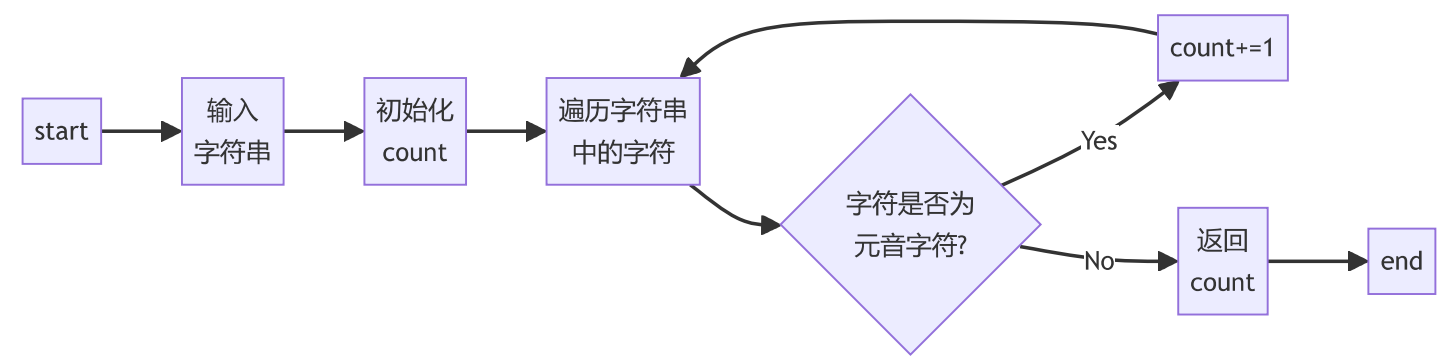 start
输入
字符串
初始化
count
遍历字符串
中的字符
字符是否为
元音字符?
Yes
count+=1
No
返回
count
end